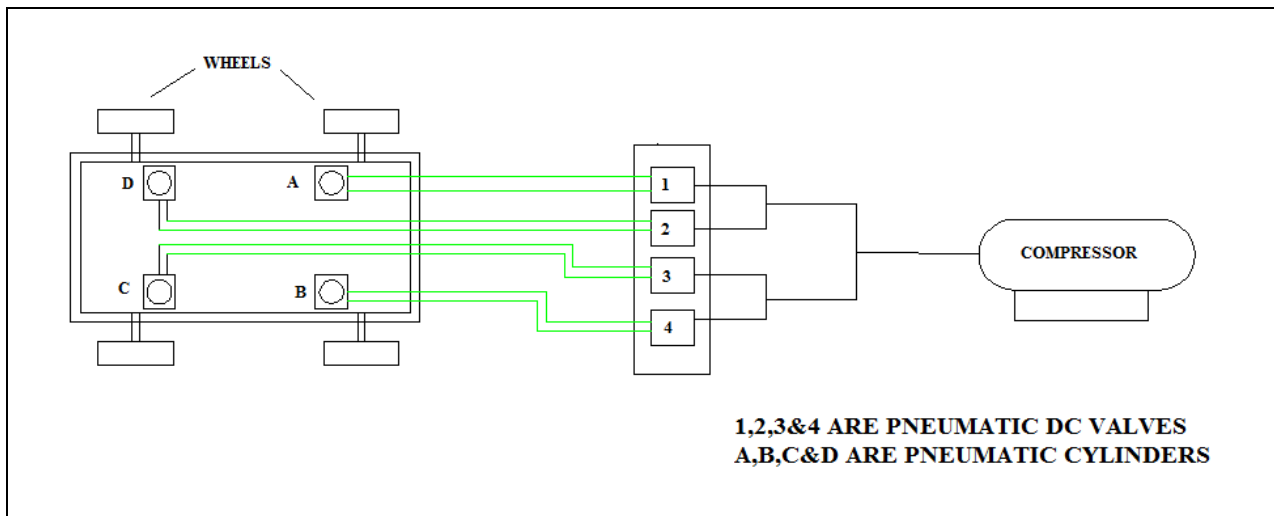 WHEELS
D
A
1
2
COMPRESSOR
3
C
B
4
1,2,3&4 ARE PNEUMATIC DC VALVES
A,B,C&D ARE PNEUMATIC CYLINDERS